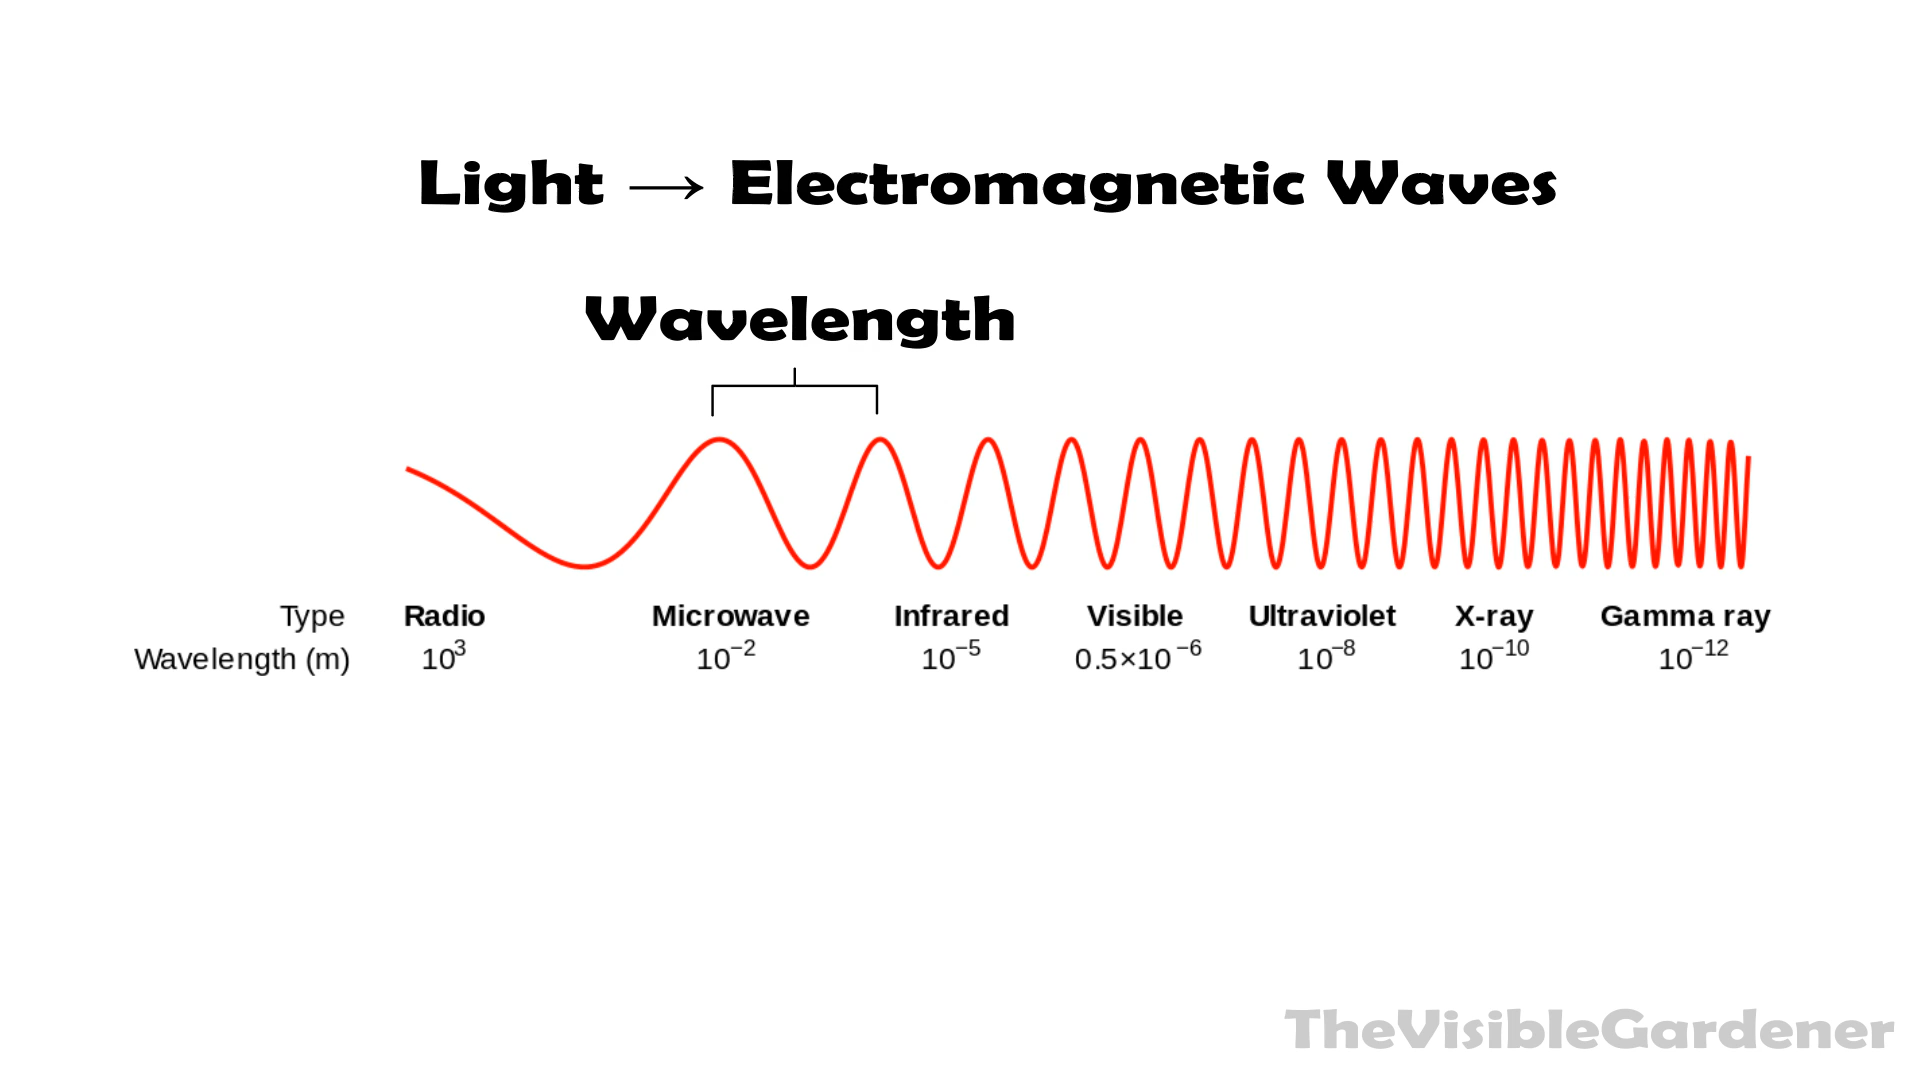 Light → Electromagnetic Waves
Wavelength
Type Radio Microwave Infrared Visible Ultraviolet X-ray Gamma ray
Wavelength (m) 10³ 10⁻² 10⁻⁵ 0.5×10⁻⁶ 10⁻⁸ 10⁻¹⁰ 10⁻¹²
TheVisibleGardener